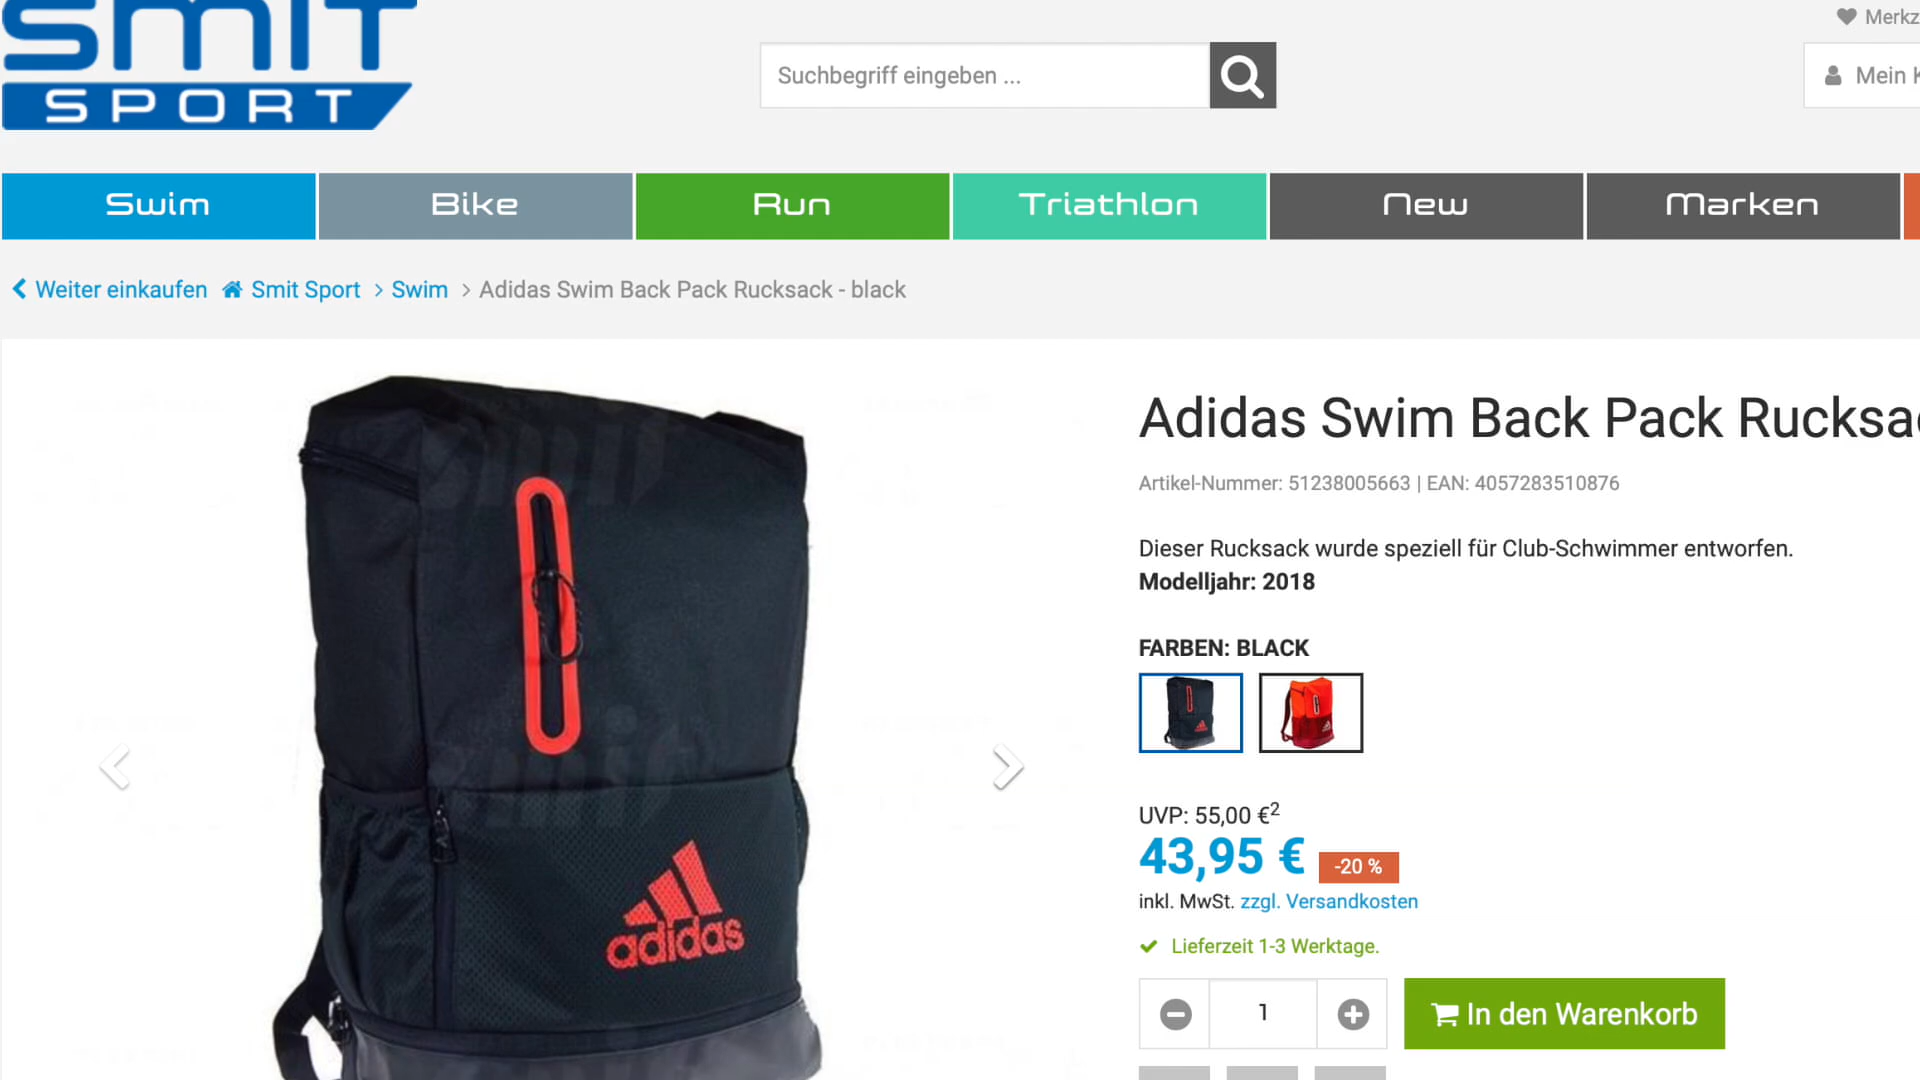 smit
SPORT
Suchbegriff eingeben ...
Merkz
Mein K
Swim
Bike
Run
Triathlon
New
Marken
Weiter einkaufen
Smit Sport
Swim
Adidas Swim Back Pack Rucksack - black
adidas
Adidas Swim Back Pack Rucksac
Artikel-Nummer: 51238005663 | EAN: 4057283510876
Dieser Rucksack wurde speziell für Club-Schwimmer entworfen.
Modelljahr: 2018
FARBEN: BLACK
UVP: 55,00 €²
43,95 €
-20 %
inkl. MwSt. zzgl. Versandkosten
Lieferzeit 1-3 Werktage.
1
In den Warenkorb